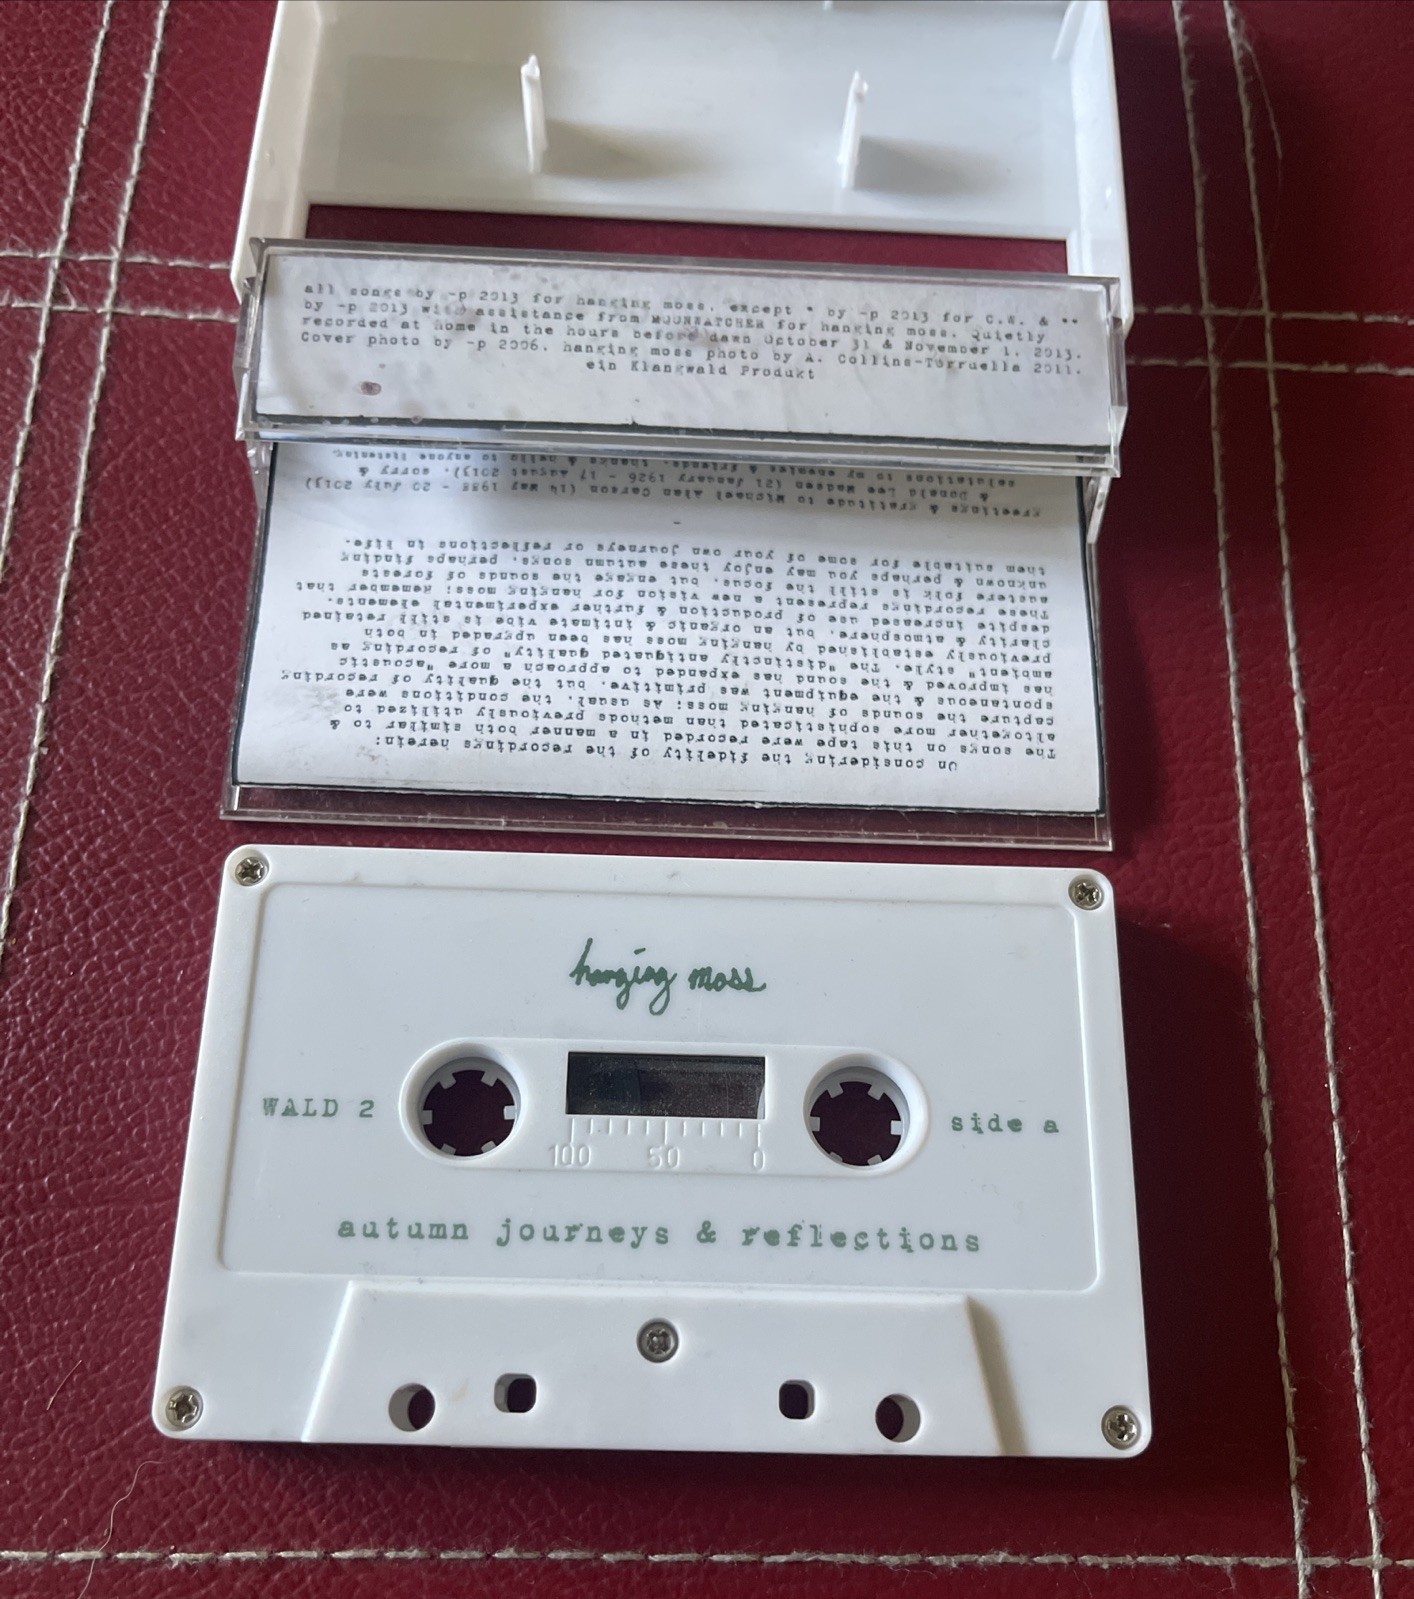 all songs by -p 2013 for hanging moss, except * by -p 2013 for C.W. & **
by -p 2013 with assistance from MOONSATCHER for hanging moss. Quietly
recorded at home in the hours before dawn October 31 & November 1, 2013.
Cover photo by -p 2006. hanging moss photo by A. Collins-Torruella 2011.
ein Klangwald Produkt
On considering the fidelity of the recordings herein:
The songs on this tape were recorded in a manner both similar to &
altogether more sophisticated than methods previously utilized to
capture the sounds of hanging moss; As usual, the conditions were
spontaneous & the equipment was primitive, but the quality of recording
has improved & the sound has expanded to approach a more "acoustic
ambient" style. The "distinctly antiquated quality" of recording as
previously established by hanging moss has been upgraded in both
clarity & atmosphere, but an organic & intimate vibe is still retained
despite increased use of production & further experimental elements.
These recordings represent a new vision for hanging moss; Remember that
austere folk is still the focus, but engage the sounds of forests
unknown & perhaps you may enjoy these autumn songs, perhaps finding
them suitable for some of your own journeys or reflections in life.
-
greetings & gratitude to Michael Alan Carson (14 May 1988 - 20 July 2013)
& Donald Lee Madsen (21 January 1926 - 17 August 2013). sorry &
salutations to my enemies & friends. thanks & hello to anyone listening
hanging moss
WALD 2
side a
100 50 0
autumn journeys & reflections